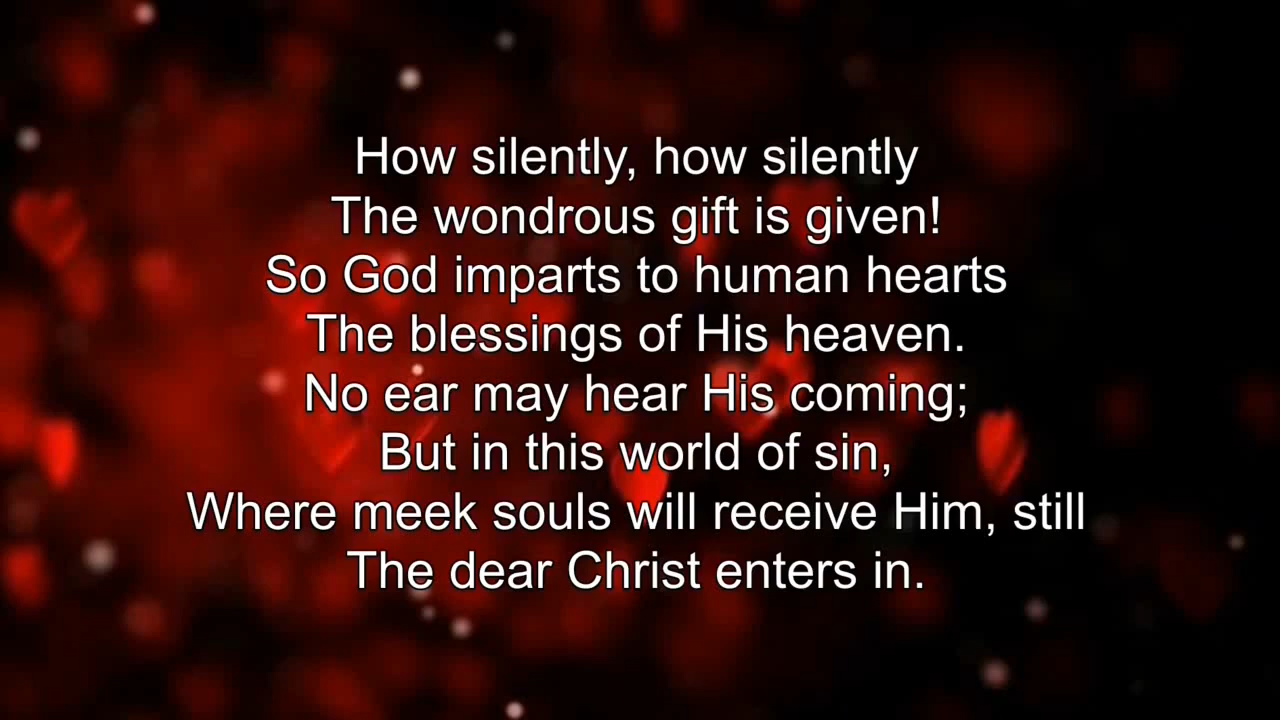 How silently, how silently
The wondrous gift is given!
So God imparts to human hearts
The blessings of His heaven.
No ear may hear His coming;
But in this world of sin,
Where meek souls will receive Him, still
The dear Christ enters in.